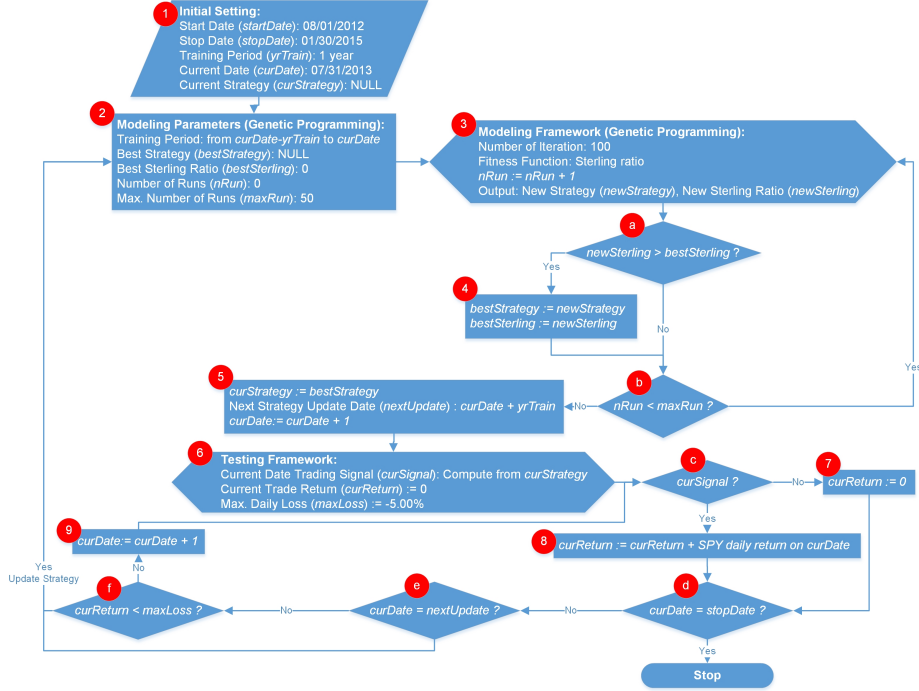 1
Initial Setting:
Start Date (startDate): 08/01/2012
Stop Date (stopDate): 01/30/2015
Training Period (yrTrain): 1 year
Current Date (curDate): 07/31/2013
Current Strategy (curStrategy): NULL
2
Modeling Parameters (Genetic Programming):
Training Period: from curDate-yrTrain to curDate
Best Strategy (bestStrategy): NULL
Best Sterling Ratio (bestSterling): 0
Number of Runs (nRun): 0
Max. Number of Runs (maxRun): 50
3
Modeling Framework (Genetic Programming):
Number of Iteration: 100
Fitness Function: Sterling ratio
nRun := nRun + 1
Output: New Strategy (newStrategy), New Sterling Ratio (newSterling)
a
newSterling > bestSterling ?
Yes
No
4
bestStrategy := newStrategy
bestSterling := newSterling
b
nRun < maxRun ?
Yes
No
5
curStrategy := bestStrategy
Next Strategy Update Date (nextUpdate) : curDate + yrTrain
curDate:= curDate + 1
6
Testing Framework:
Current Date Trading Signal (curSignal): Compute from curStrategy
Current Trade Return (curReturn) := 0
Max. Daily Loss (maxLoss) := -5.00%
c
curSignal ?
No
Yes
7
curReturn := 0
8
curReturn := curReturn + SPY daily return on curDate
d
curDate = stopDate ?
No
Yes
Stop
e
curDate = nextUpdate ?
No
f
curReturn < maxLoss ?
No
9
curDate:= curDate + 1
Yes
Update Strategy